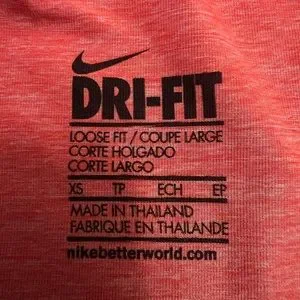 DRI-FIT
LOOSE FIT / COUPE LARGE
CORTE HOLGADO
CORTE LARGO
XS TP ECH EP
MADE IN THAILAND
FABRIQUE EN THAILANDE
nikebetterworld.com